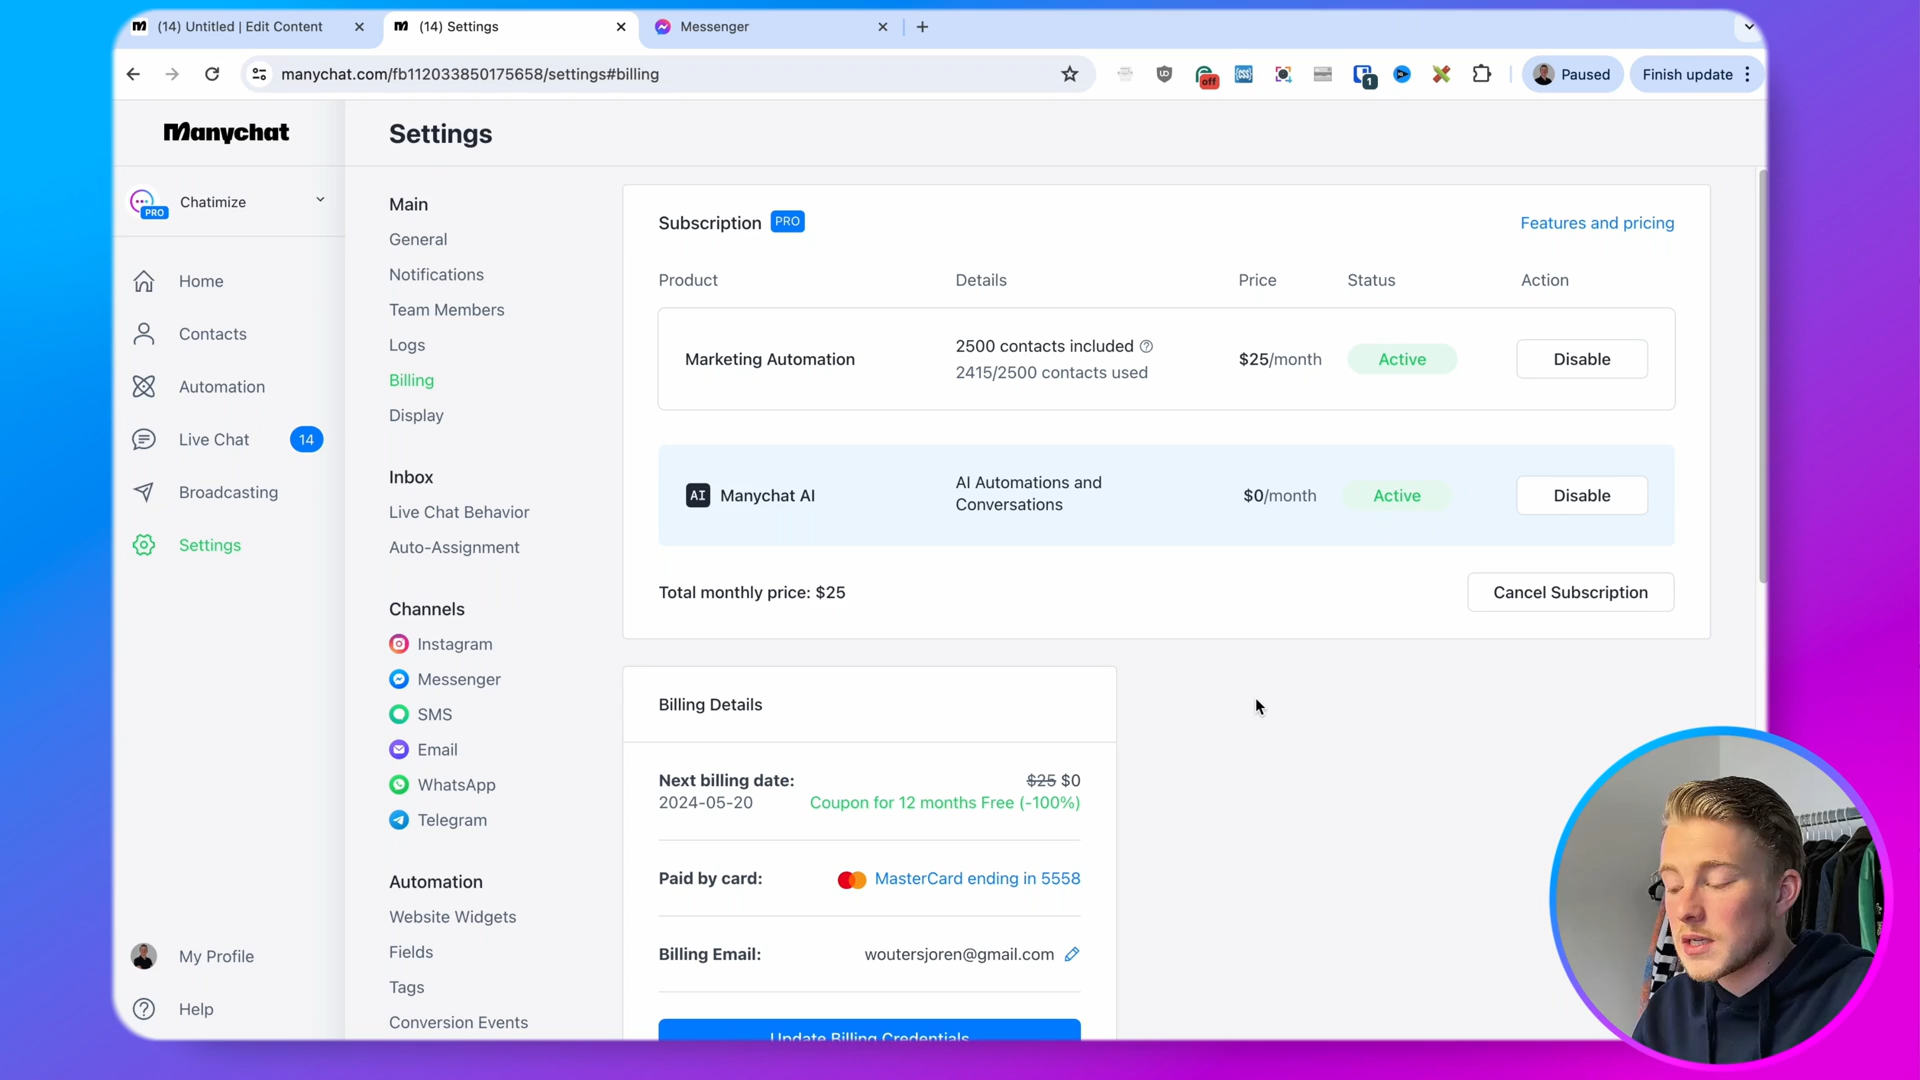 (14) Untitled | Edit Content
(14) Settings
Messenger
manychat.com/fb112033850175658/settings#billing
UD
off
CSS
1
Paused
Finish update
Manychat
Settings
PRO
Chatimize
Home
Contacts
Automation
Live Chat
14
Broadcasting
Settings
My Profile
Help
Main
General
Notifications
Team Members
Logs
Billing
Display
Inbox
Live Chat Behavior
Auto-Assignment
Channels
Instagram
Messenger
SMS
Email
WhatsApp
Telegram
Automation
Website Widgets
Fields
Tags
Conversion Events
Subscription PRO
Features and pricing
Product
Details
Price
Status
Action
Marketing Automation
2500 contacts included
2415/2500 contacts used
$25/month
Active
Disable
AI Manychat AI
AI Automations and
Conversations
$0/month
Active
Disable
Total monthly price: $25
Cancel Subscription
Billing Details
Next billing date:
$25 $0
2024-05-20
Coupon for 12 months Free (-100%)
Paid by card:
MasterCard ending in 5558
Billing Email:
woutersjoren@gmail.com
Update Billing Credentials